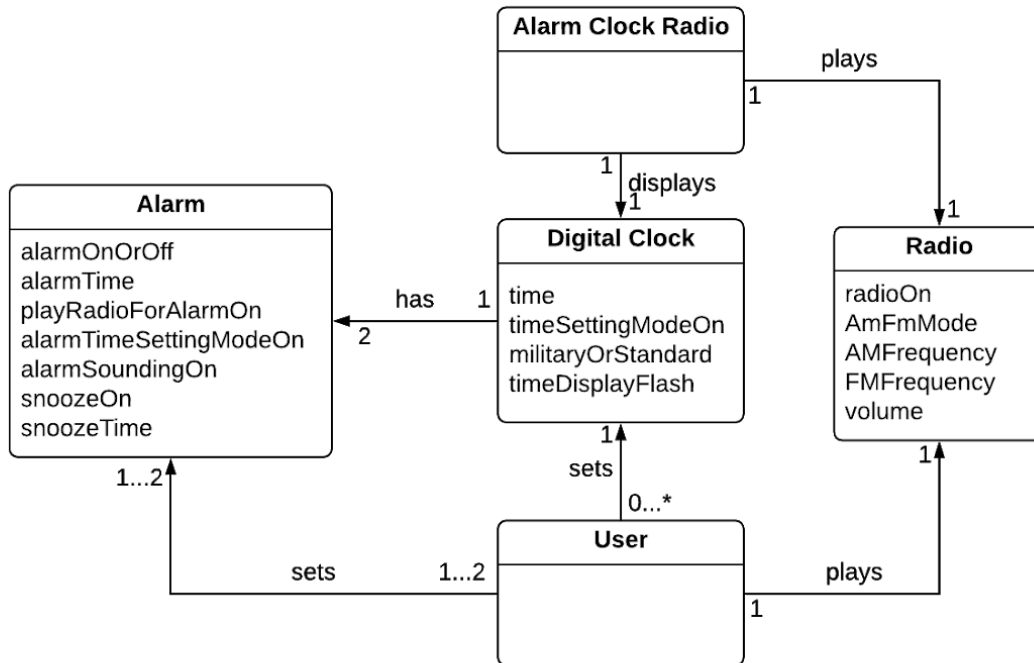 Alarm Clock Radio
plays
1
1
displays
1
1
Alarm
alarmOnOrOff
alarmTime
playRadioForAlarmOn
alarmTimeSettingModeOn
alarmSoundingOn
snoozeOn
snoozeTime
has
1
2
Digital Clock
time
timeSettingModeOn
militaryOrStandard
timeDisplayFlash
Radio
radioOn
AmFmMode
AMFrequency
FMFrequency
volume
1...2
1
sets
0...*
1
User
sets
1...2
plays
1